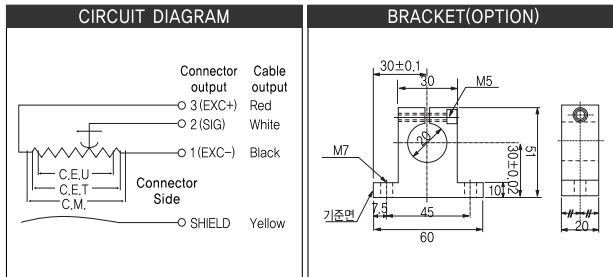 CIRCUIT DIAGRAM
Connector output
Cable output
3(EXC+) Red
2(SIG) White
1(EXC-) Black
C.E.U
C.E.T
C.M.
Connector Side
SHIELD Yellow
BRACKET(OPTION)
30±0.1
30
M5
20
M7
51
30±0.02
10
기준면
7.5
45
60
20